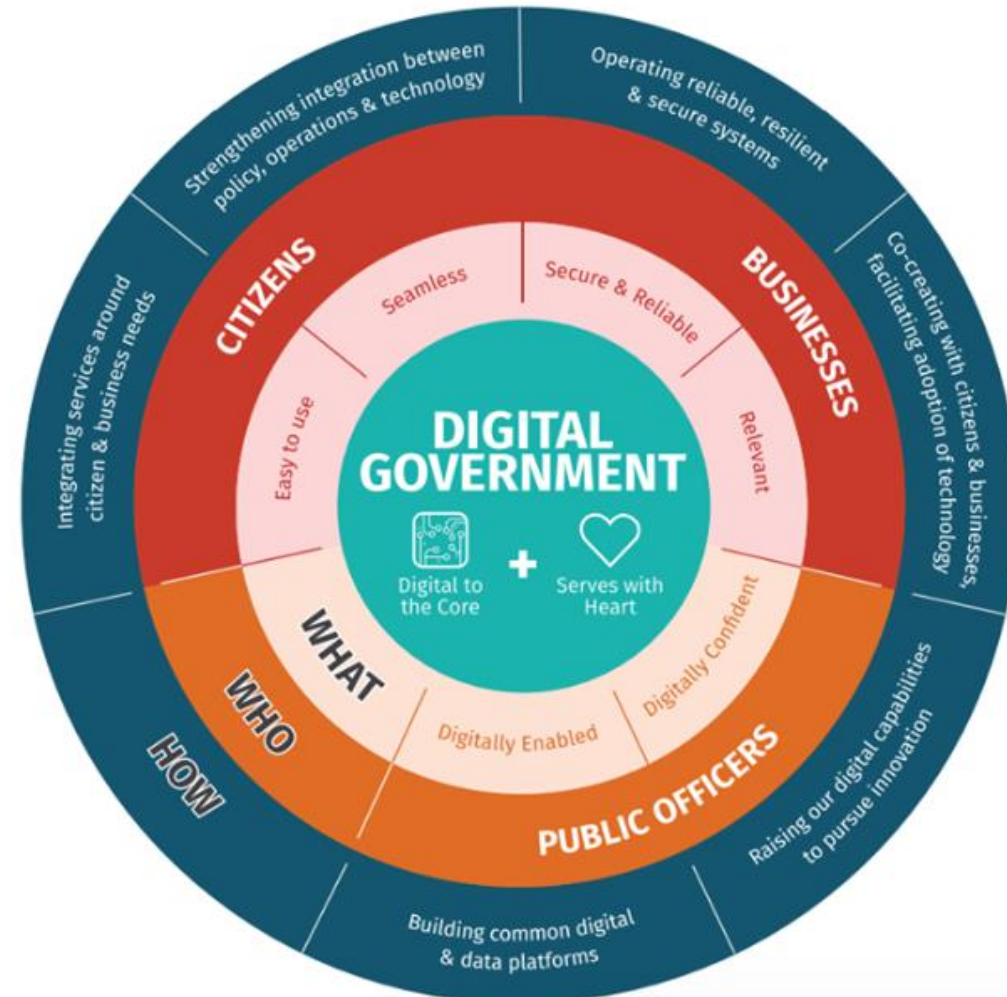 Strengthening integration between
policy, operations & technology
Operating reliable, resilient
& secure systems
Co-creating with citizens & businesses,
facilitating adoption of technology
Raising our digital capabilities
to pursue innovation
Building common digital
& data platforms
HOW
Integrating services around
citizen & business needs
CITIZENS
BUSINESSES
PUBLIC OFFICERS
WHO
Easy to use
Seamless
Secure & Reliable
Relevant
Digitally Confident
Digitally Enabled
WHAT
DIGITAL
GOVERNMENT
Digital to
the Core
+
Serves with
Heart